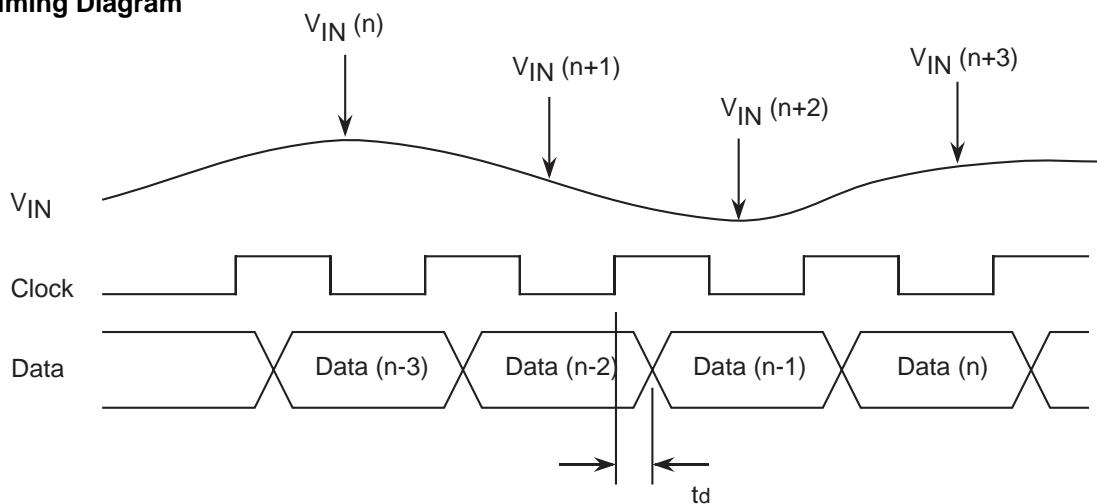 ming Diagram
VIN (n)
VIN (n+1)
VIN (n+2)
VIN (n+3)
VIN
Clock
Data
Data (n-3)
Data (n-2)
Data (n-1)
Data (n)
td